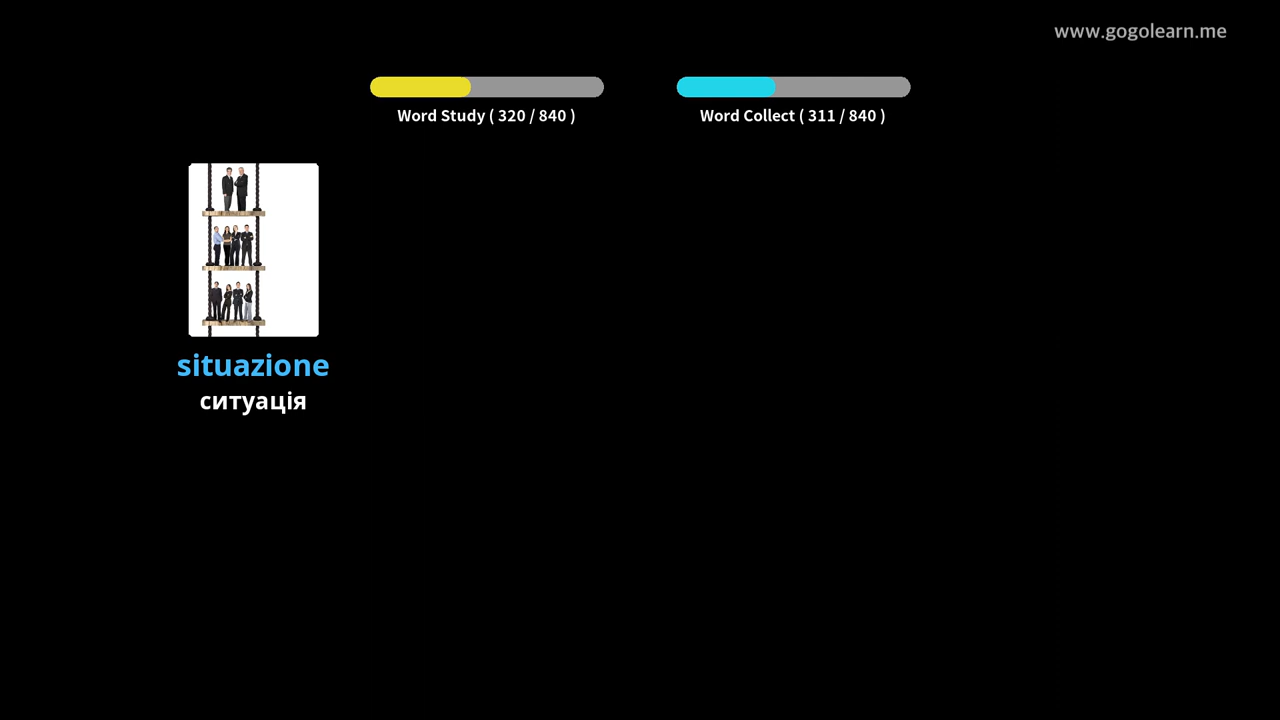 www.gogolearn.me
Word Study ( 320 / 840 )
Word Collect ( 311 / 840 )
situazione
ситуація